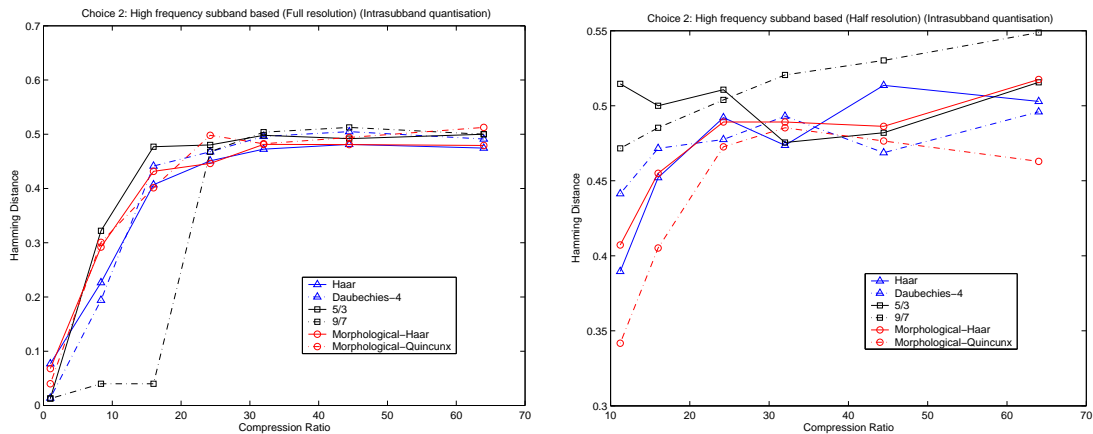 Choice 2: High frequency subband based (Full resolution) (Intrasubband quantisation)
0.7
0.6
0.5
0.4
0.3
0.2
0.1
0
Hamming Distance
Haar
Daubechies−4
5/3
9/7
Morphological−Haar
Morphological−Quincunx
0 10 20 30 40 50 60 70
Compression Ratio
Choice 2: High frequency subband based (Half resolution) (Intrasubband quantisation)
0.55
0.5
0.45
0.4
0.35
0.3
Hamming Distance
Haar
Daubechies−4
5/3
9/7
Morphological−Haar
Morphological−Quincunx
10 20 30 40 50 60 70
Compression Ratio